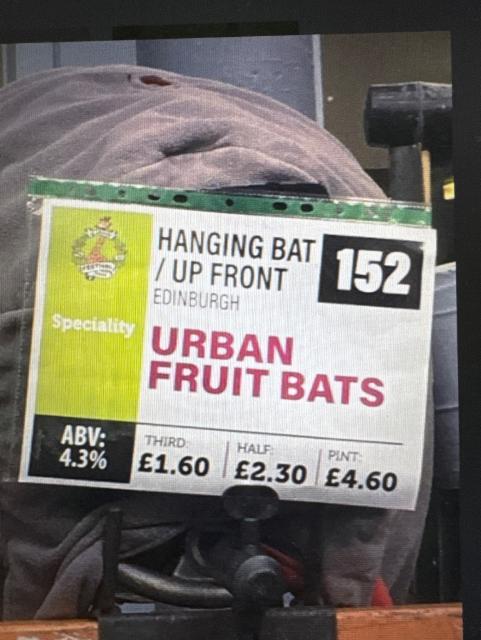 HANGING BAT
/ UP FRONT
EDINBURGH
152
Speciality
URBAN
FRUIT BATS
ABV:
4.3%
THIRD:
£1.60
HALF:
£2.30
PINT:
£4.60